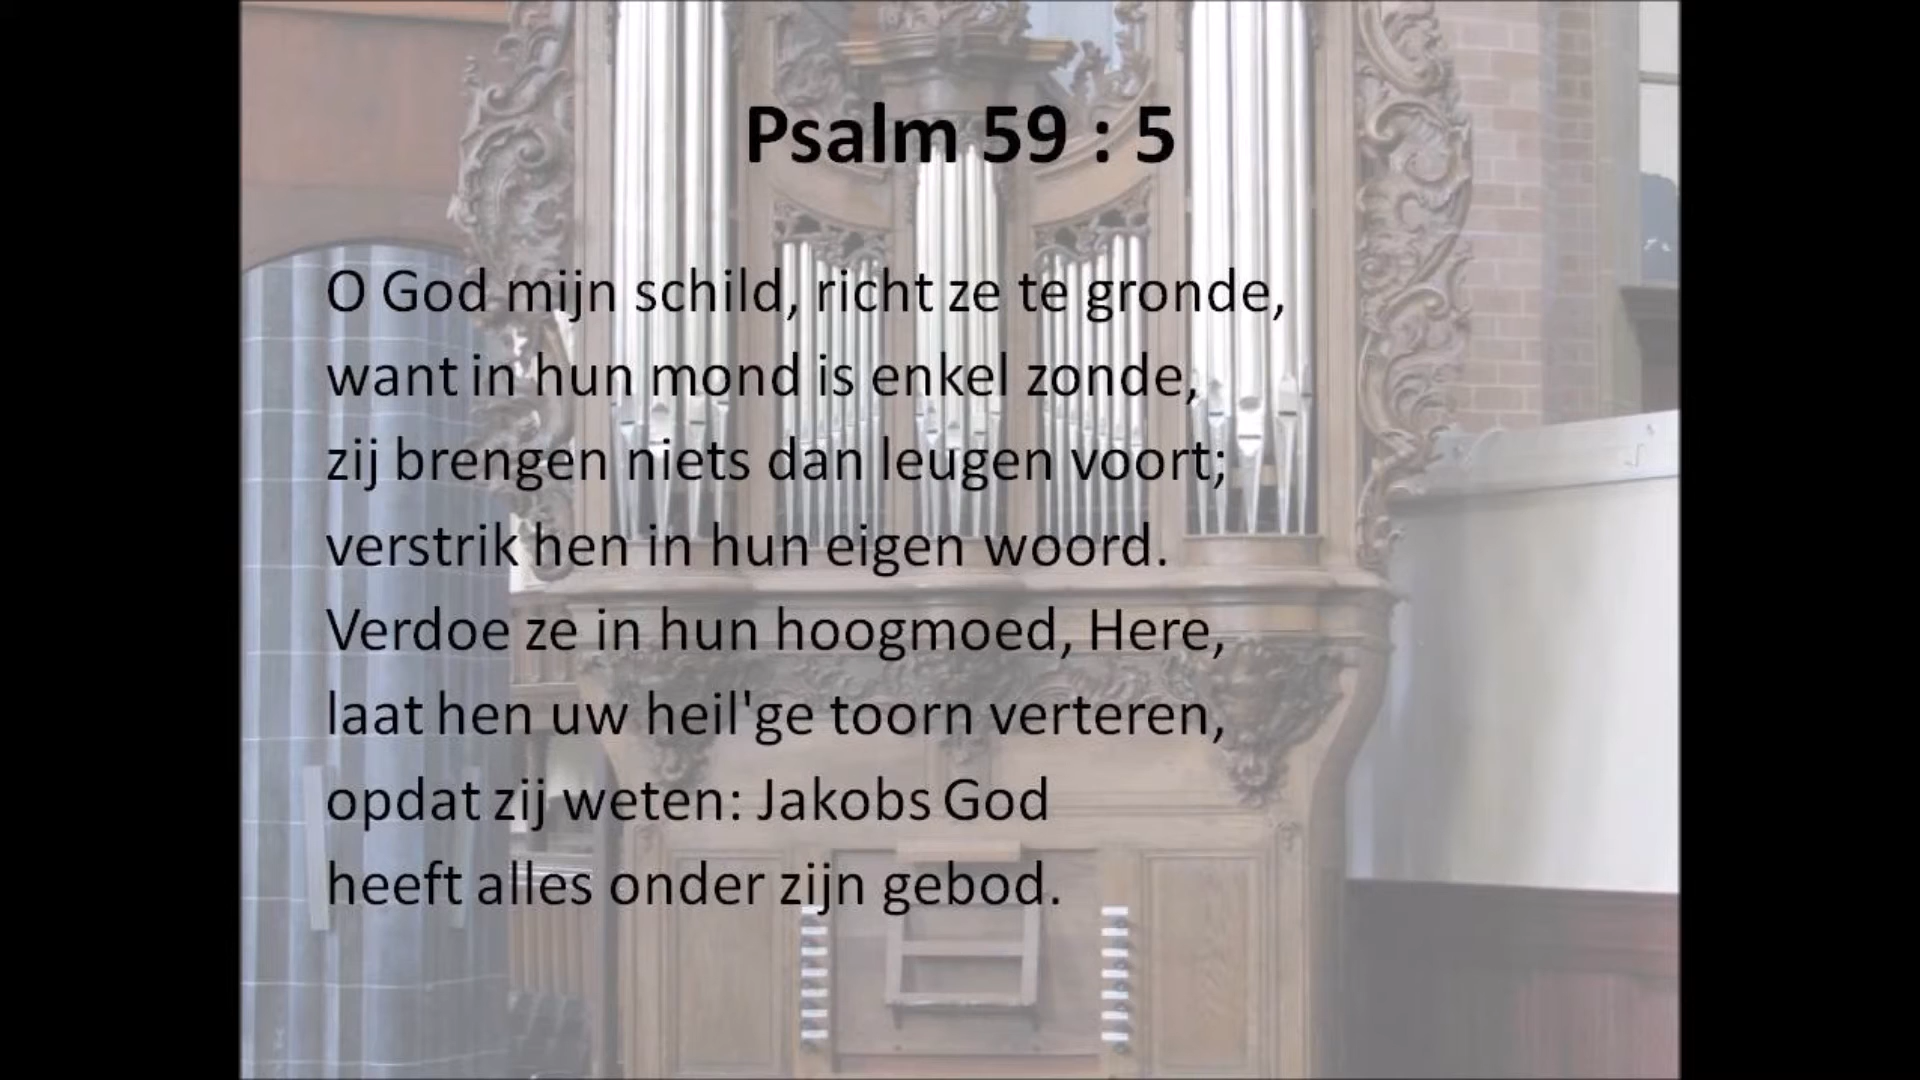 Psalm 59 : 5
O God mijn schild, richt ze te gronde,
want in hun mond is enkel zonde,
zij brengen niets dan leugen voort;
verstrik hen in hun eigen woord.
Verdoe ze in hun hoogmoed, Here,
laat hen uw heil'ge toorn verteren,
opdat zij weten: Jakobs God
heeft alles onder zijn gebod.